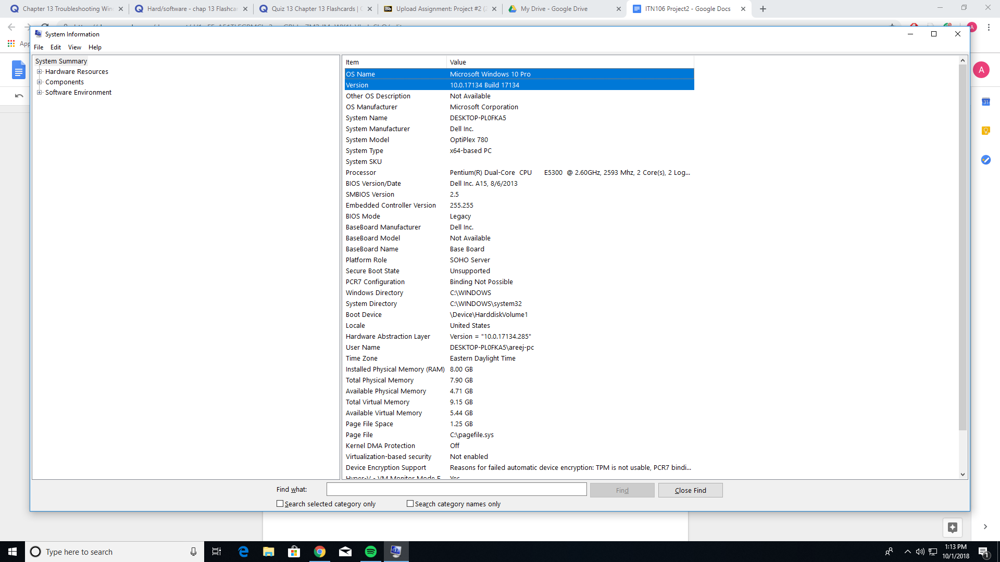 Chapter 13 Troubleshooting Win
Hard/software - chap 13 Flashcar
Quiz 13 Chapter 13 Flashcards |
Upload Assignment: Project #2
My Drive - Google Drive
ITN106 Project2 - Google Docs
System Information
File Edit View Help
System Summary
Hardware Resources
Components
Software Environment
Item Value
OS Name Microsoft Windows 10 Pro
Version 10.0.17134 Build 17134
Other OS Description Not Available
OS Manufacturer Microsoft Corporation
System Name DESKTOP-PL0FKA5
System Manufacturer Dell Inc.
System Model OptiPlex 780
System Type x64-based PC
System SKU
Processor Pentium(R) Dual-Core CPU E5300 @ 2.60GHz, 2593 Mhz, 2 Core(s), 2 Log...
BIOS Version/Date Dell Inc. A15, 8/6/2013
SMBIOS Version 2.5
Embedded Controller Version 255.255
BIOS Mode Legacy
BaseBoard Manufacturer Dell Inc.
BaseBoard Model Not Available
BaseBoard Name Base Board
Platform Role SOHO Server
Secure Boot State Unsupported
PCR7 Configuration Binding Not Possible
Windows Directory C:\WINDOWS
System Directory C:\WINDOWS\system32
Boot Device \Device\HarddiskVolume1
Locale United States
Hardware Abstraction Layer Version = "10.0.17134.285"
User Name DESKTOP-PL0FKA5\areej-pc
Time Zone Eastern Daylight Time
Installed Physical Memory (RAM) 8.00 GB
Total Physical Memory 7.90 GB
Available Physical Memory 4.71 GB
Total Virtual Memory 9.15 GB
Available Virtual Memory 5.44 GB
Page File Space 1.25 GB
Page File C:\pagefile.sys
Kernel DMA Protection Off
Virtualization-based security Not enabled
Device Encryption Support Reasons for failed automatic device encryption: TPM is not usable, PCR7 bindi...
Hyper-V - VM Monitor Mode E Yes
Find what: Find Close Find
Search selected category only Search category names only
App
A
A
31
Bb
Type here to search
1:13 PM
10/1/2018
1